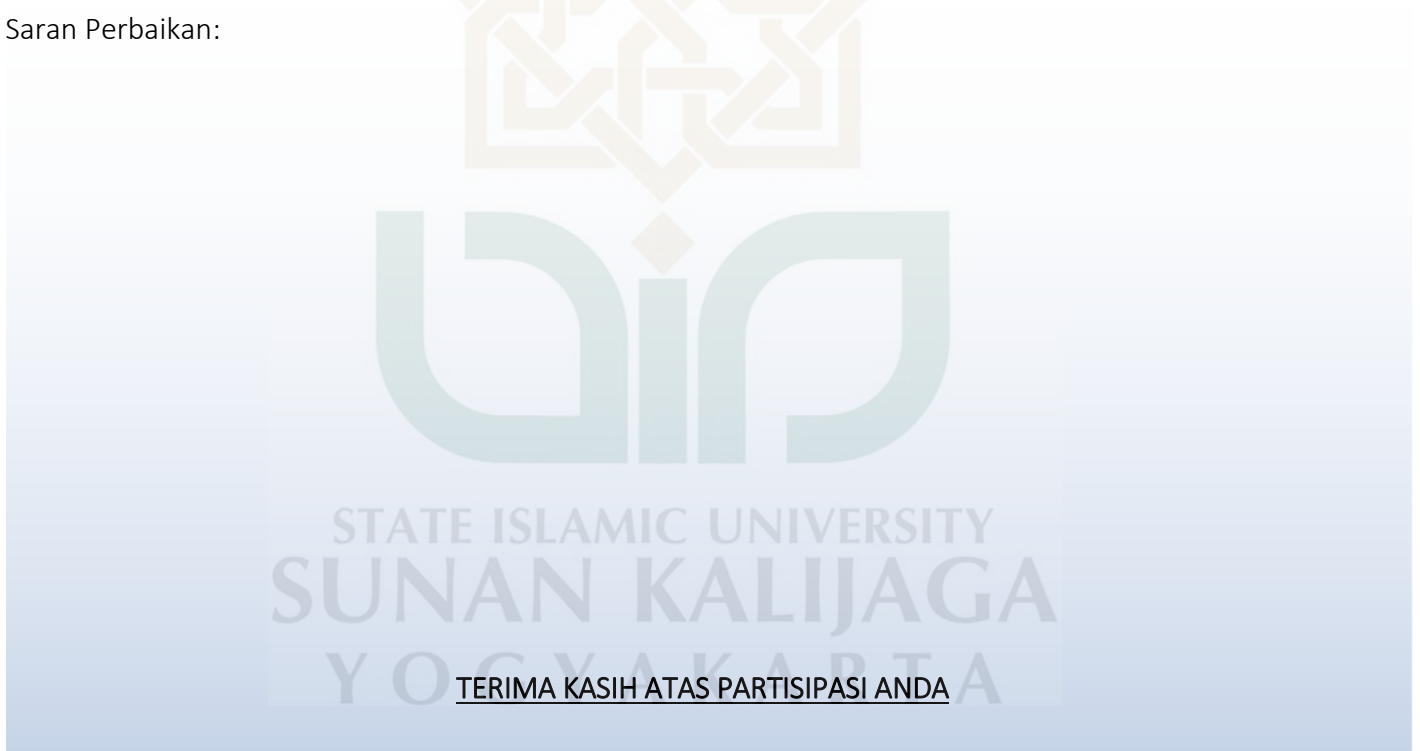 Saran Perbaikan:
STATE ISLAMIC UNIVERSITY
SUNAN KALIJAGA
YOGYAKARTA
TERIMA KASIH ATAS PARTISIPASI ANDA